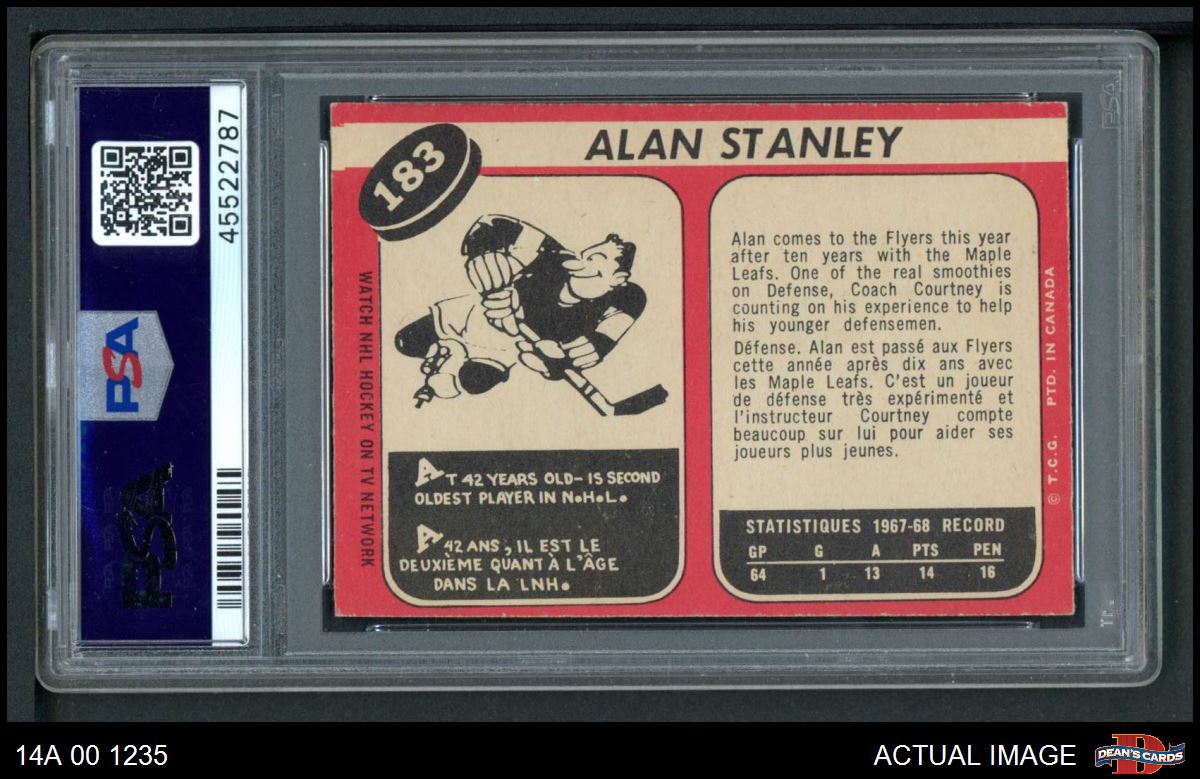 45522787
PSA
PSA
183
ALAN STANLEY
WATCH NHL HOCKEY ON TV NETWORK
AT 42 YEARS OLD - IS SECOND
OLDEST PLAYER IN N.H.L.
A 42 ANS, IL EST LE
DEUXIÈME QUANT À L'ÂGE
DANS LA LNH.
Alan comes to the Flyers this year
after ten years with the Maple
Leafs. One of the real smoothies
on Defense, Coach Courtney is
counting on his experience to help
his younger defensemen.
Défense. Alan est passé aux Flyers
cette année après dix ans avec
les Maple Leafs. C'est un joueur
de défense très expérimenté et
l'instructeur Courtney compte
beaucoup sur lui pour aider ses
joueurs plus jeunes.
STATISTIQUES 1967-68 RECORD
GP G A PTS PEN
64 1 13 14 16
© T.C.G. PTD. IN CANADA
PSA
14A 00 1235
ACTUAL IMAGE
DEAN'S CARDS